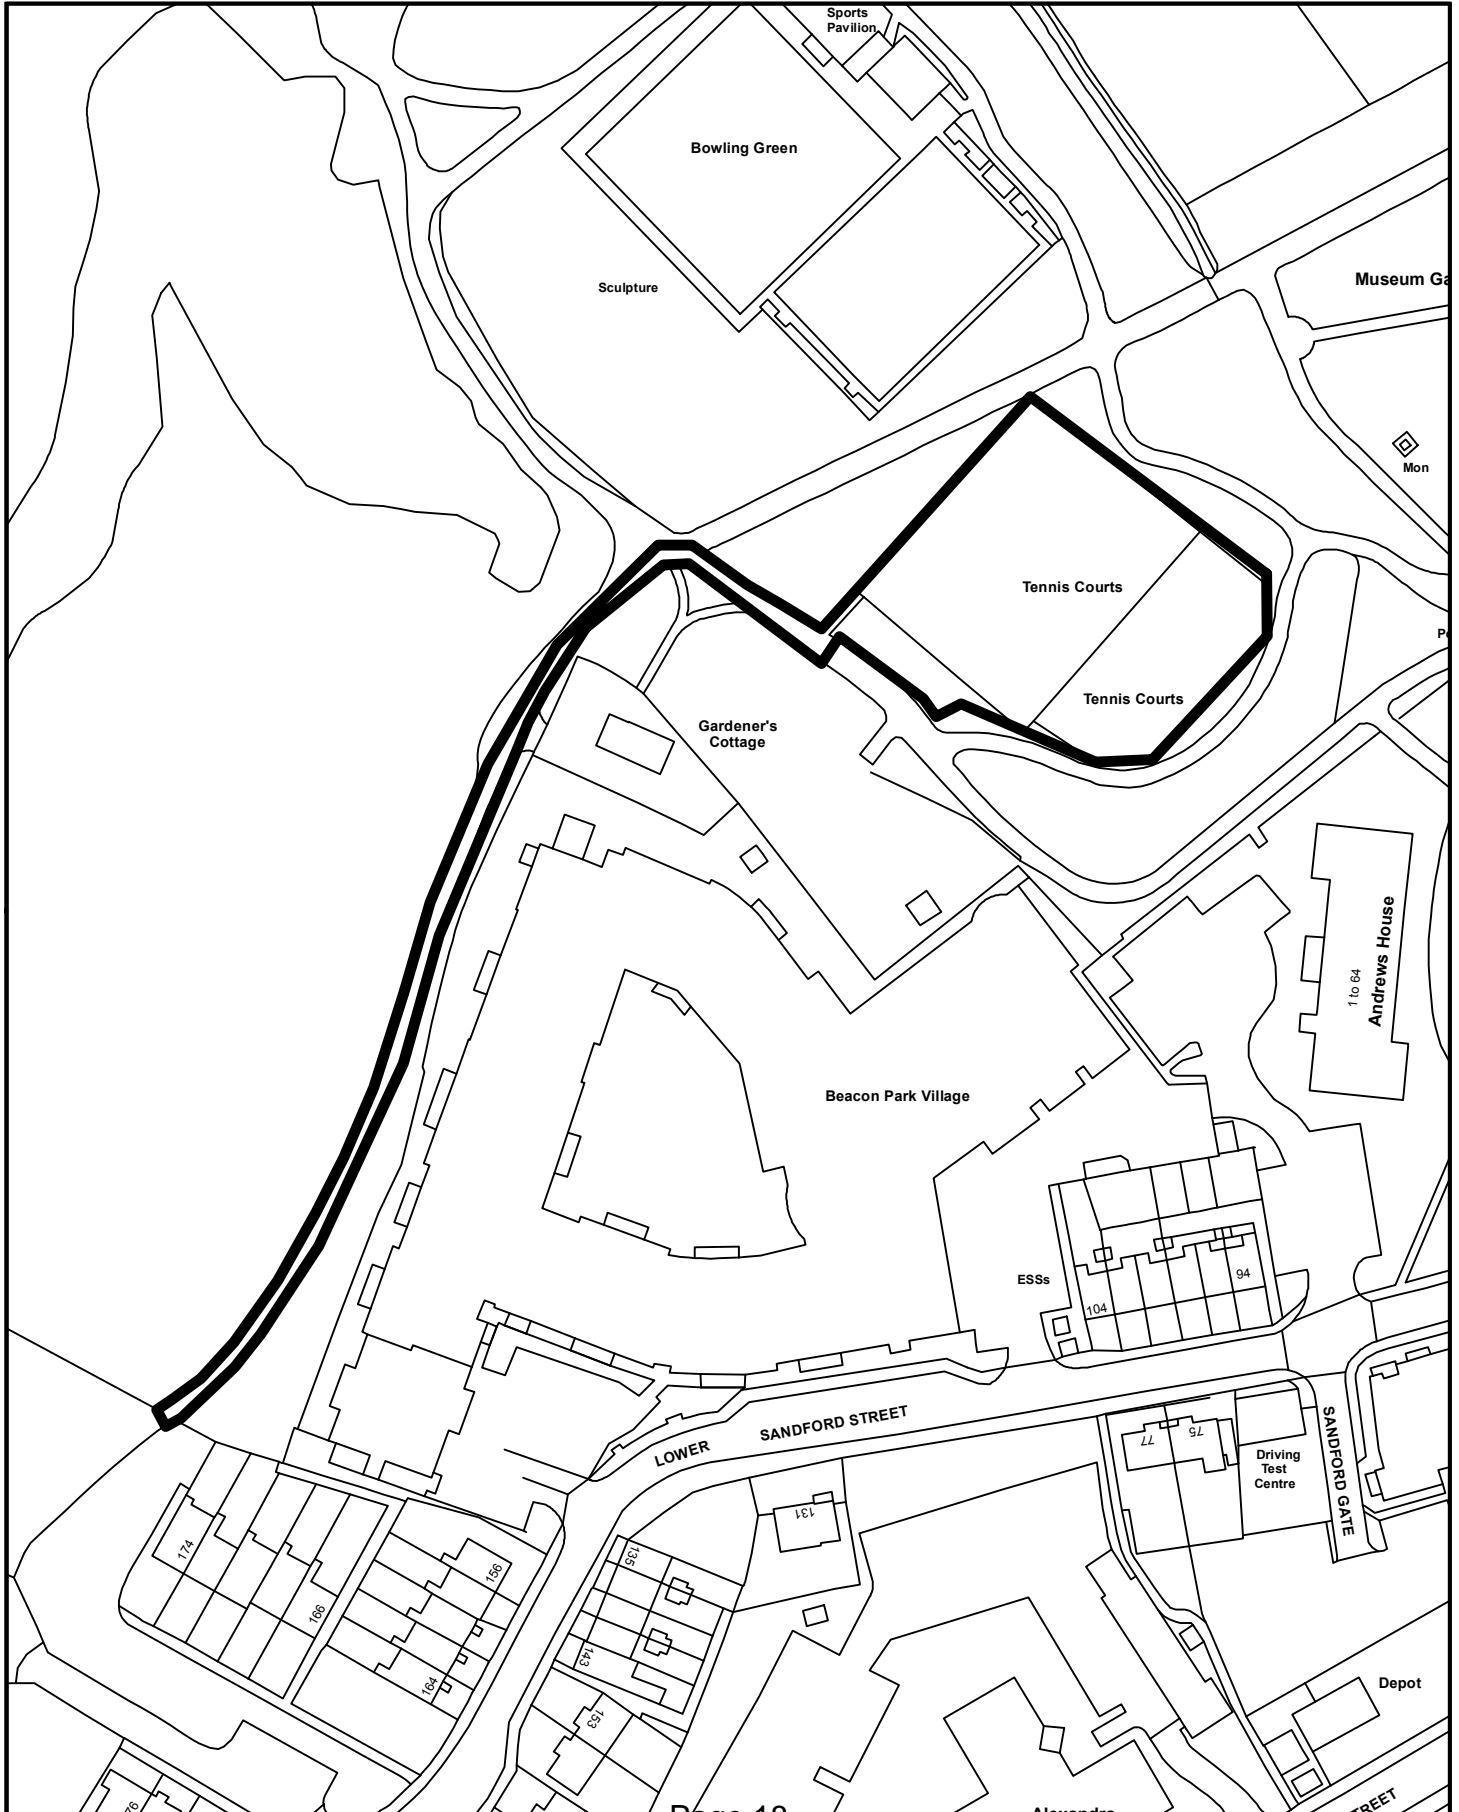 Sports
Pavilion
Bowling Green
Sculpture
Museum Ga
Mon
Tennis Courts
Tennis Courts
Gardener's
Cottage
1 to 64
Andrews House
Beacon Park Village
ESSs
94
104
LOWER SANDFORD STREET
SANDFORD GATE
77
75
Driving
Test
Centre
131
135
174
156
166
143
164
153
Depot
76